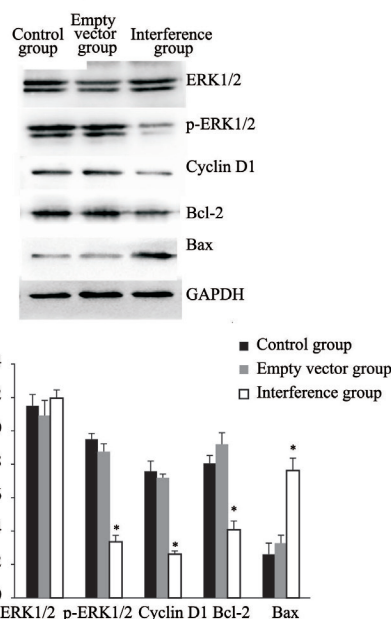 Control group
Empty vector group
Interference group
ERK1/2
p-ERK1/2
Cyclin D1
Bcl-2
Bax
GAPDH
Control group
Empty vector group
Interference group
*
*
*
*
ERK1/2 p-ERK1/2 Cyclin D1 Bcl-2 Bax